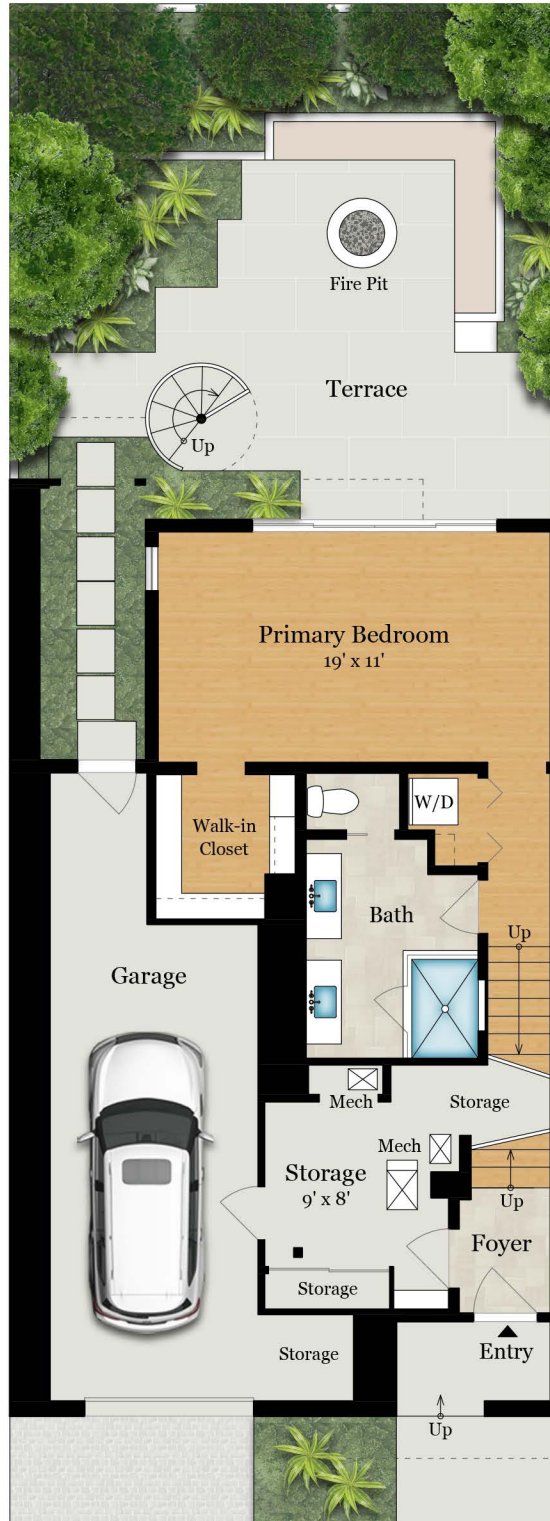 Fire Pit
Terrace
Up
Primary Bedroom
19' x 11'
W/D
Walk-in
Closet
Bath
Up
Garage
Mech
Storage
Mech
Storage
9' x 8'
Up
Foyer
Storage
Storage
Entry
Up